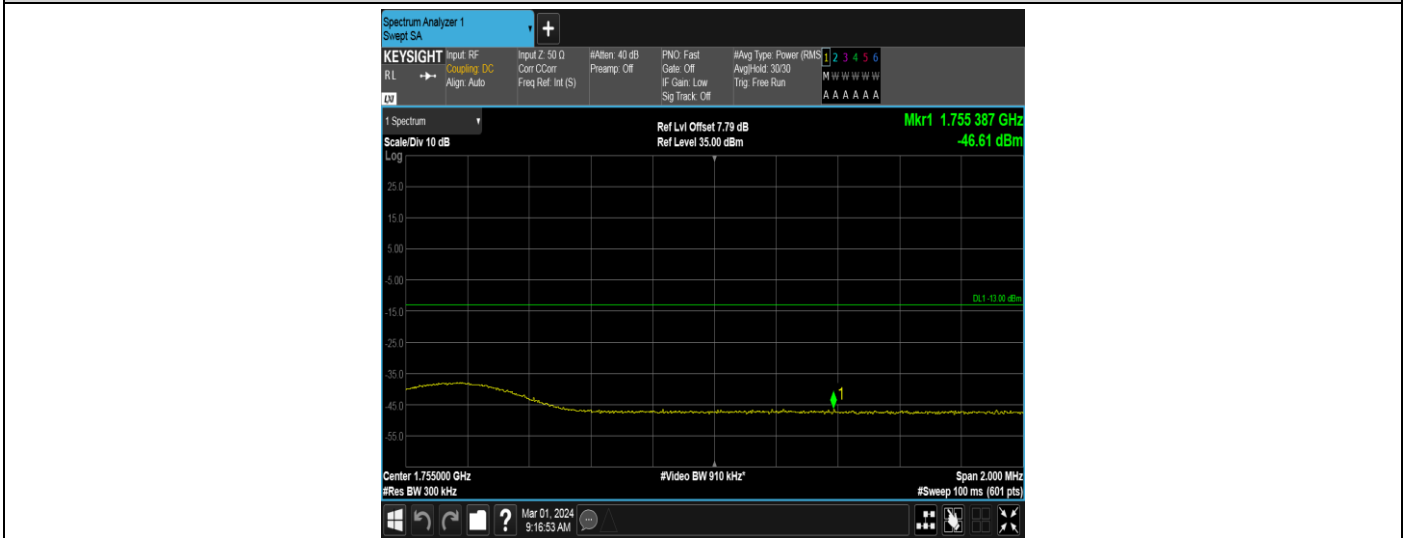 Spectrum Analyzer 1
Swept SA
+
KEYSIGHT
RL
LXI
Input: RF
Coupling: DC
Align: Auto
Input Z: 50 Ω
Corr CCorr
Freq Ref: Int (S)
#Atten: 40 dB
Preamp: Off
PNO: Fast
Gate: Off
IF Gain: Low
Sig Track: Off
#Avg Type: Power (RMS
Avg|Hold: 30/30
Trig: Free Run
1 2 3 4 5 6
M W W W W W
A A A A A A
1 Spectrum
Scale/Div 10 dB
Log
Ref Lvl Offset 7.79 dB
Ref Level 35.00 dBm
Mkr1 1.755 387 GHz
-46.61 dBm
25.0
15.0
5.00
-5.00
DL1 -13.00 dBm
-15.0
-25.0
-35.0
1
-45.0
-55.0
Center 1.755000 GHz
#Video BW 910 kHz*
Span 2.000 MHz
#Res BW 300 kHz
#Sweep 100 ms (601 pts)
?
Mar 01, 2024
9:16:53 AM